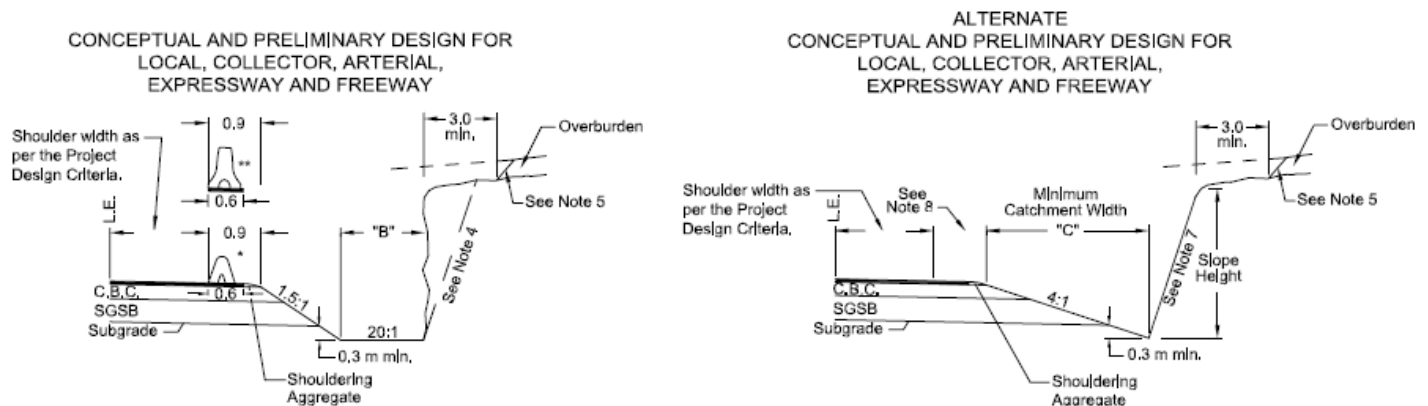 CONCEPTUAL AND PRELIMINARY DESIGN FOR
LOCAL, COLLECTOR, ARTERIAL,
EXPRESSWAY AND FREEWAY
0.9
3.0
min.
Overburden
Shoulder width as
per the Project
Design Criteria.
**
0.6
See Note 5
L.E.
0.9
"B"
*
See Note 4
0.6
1.5:1
C.B.C.
SGSB
Subgrade
20:1
0.3 m min.
Shouldering
Aggregate
ALTERNATE
CONCEPTUAL AND PRELIMINARY DESIGN FOR
LOCAL, COLLECTOR, ARTERIAL,
EXPRESSWAY AND FREEWAY
3.0
min.
Overburden
Shoulder width as
per the Project
Design Criteria.
See
Note 8
Minimum
Catchment Width
"C"
See Note 5
L.E.
See Note 7
Slope
Height
C.B.C.
SGSB
Subgrade
4:1
0.3 m min.
Shouldering
Aggregate